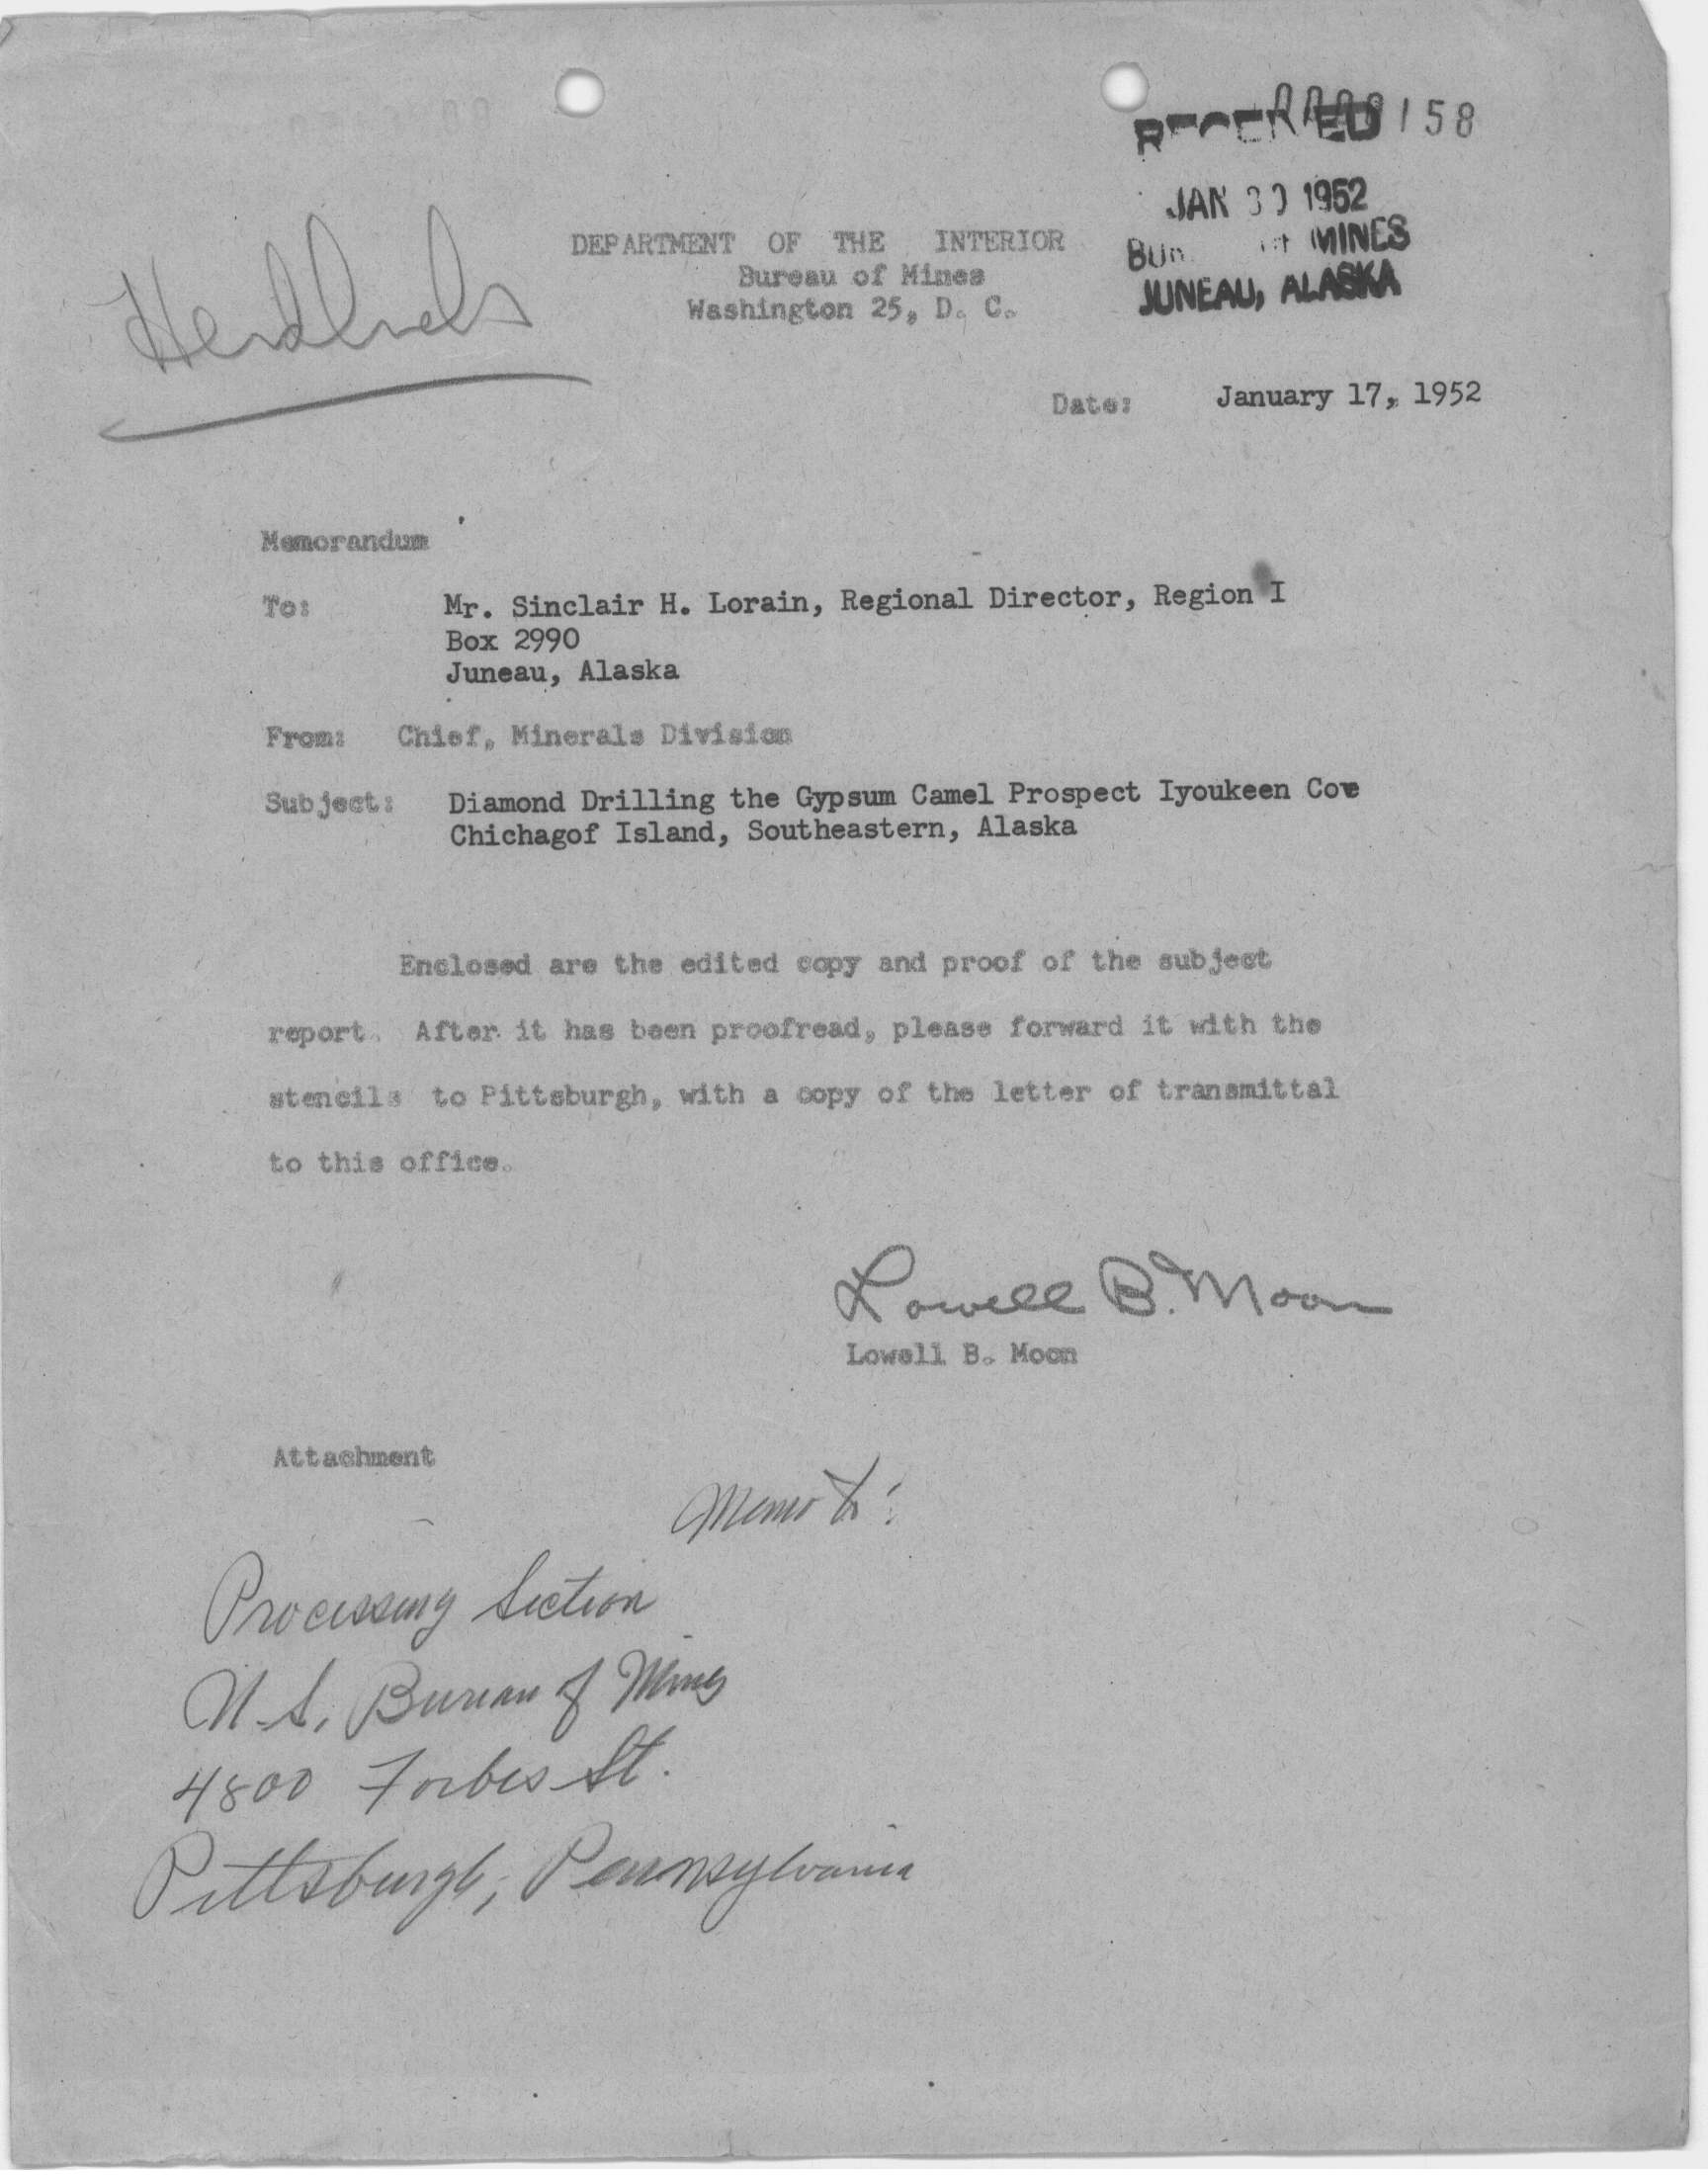 158
RECEIVED
JAN 30 1952
MINES
JUNEAU, ALASKA
DEPARTMENT OF THE INTERIOR
Bureau of Mines
Washington 25, D. C.
Date: January 17, 1952
Memorandum
To: Mr. Sinclair H. Lorain, Regional Director, Region I
Box 2990
Juneau, Alaska
From: Chief, Minerals Division
Subject: Diamond Drilling the Gypsum Camel Prospect Iyoukeen Cove
Chichagof Island, Southeastern, Alaska
Enclosed are the edited copy and proof of the subject
report. After it has been proofread, please forward it with the
stencils to Pittsburgh, with a copy of the letter of transmittal
to this office.
Lowell B. Moon
Lowell B. Moon
Attachment
Memo to:
Processing Section
U.S. Bureau of Mines
4800 Forbes St.
Pittsburgh, Pennsylvania